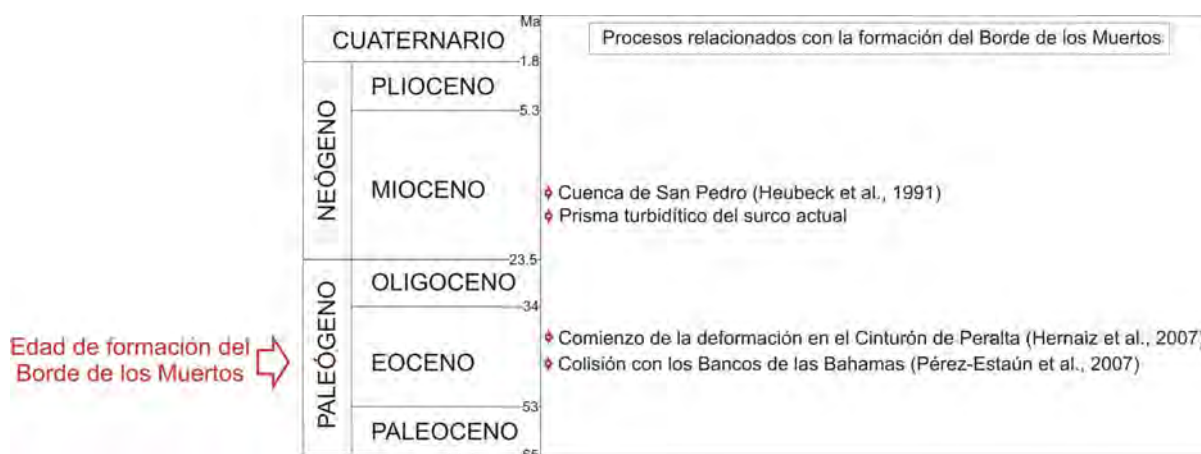 Ma
CUATERNARIO
Procesos relacionados con la formación del Borde de los Muertos
1.8
PLIOCENO
5.3
NEÓGENO
MIOCENO
Cuenca de San Pedro (Heubeck et al., 1991)
Prisma turbidítico del surco actual
23.5
OLIGOCENO
34
PALEÓGENO
Comienzo de la deformación en el Cinturón de Peralta (Hernaiz et al., 2007)
Edad de formación del
Borde de los Muertos
EOCENO
Colisión con los Bancos de las Bahamas (Pérez-Estaún et al., 2007)
53
PALEOCENO
65